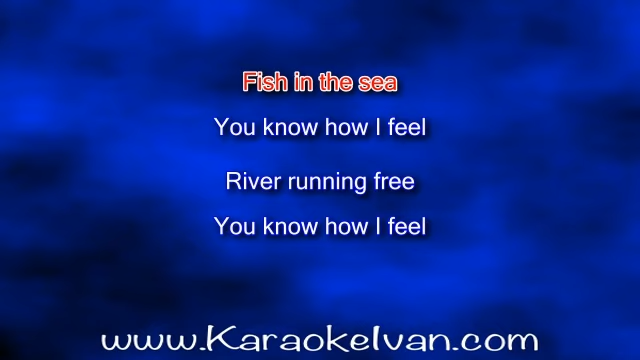 Fish in the sea
You know how I feel
River running free
You know how I feel
www.KaraokeIvan.com